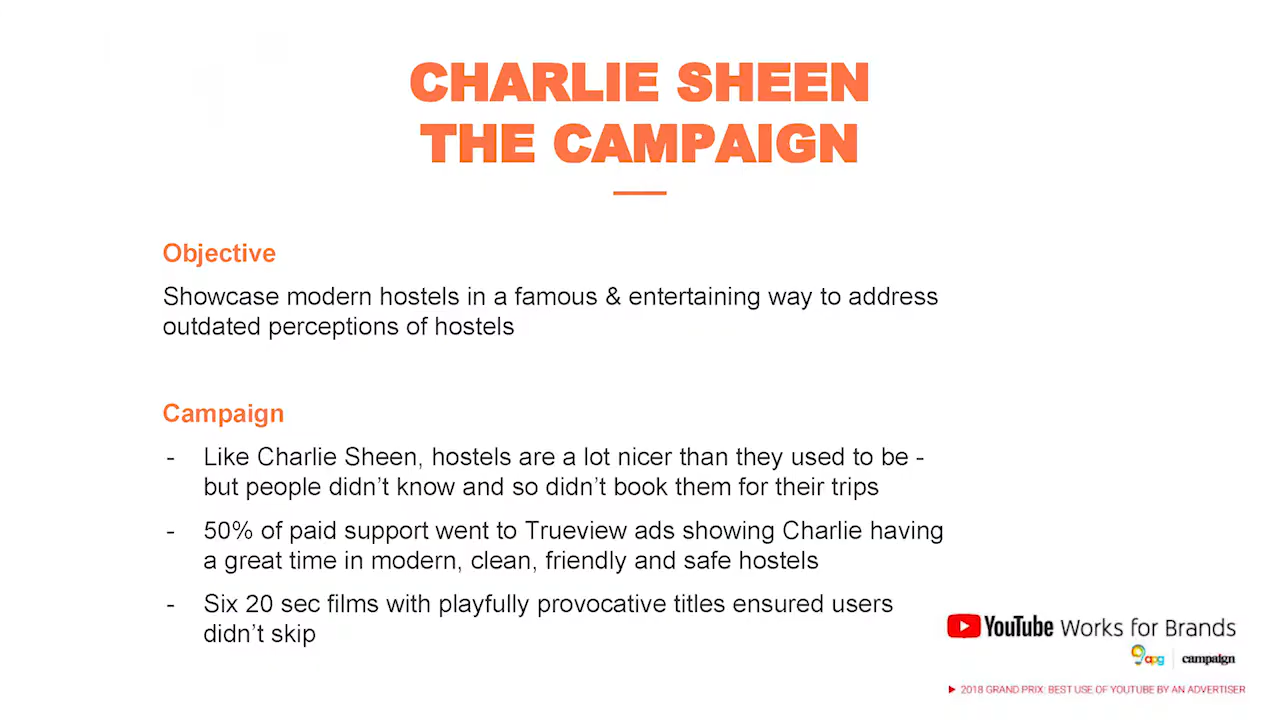 CHARLIE SHEEN
THE CAMPAIGN
Objective
Showcase modern hostels in a famous & entertaining way to address
outdated perceptions of hostels
Campaign
- Like Charlie Sheen, hostels are a lot nicer than they used to be -
but people didn't know and so didn't book them for their trips
- 50% of paid support went to Trueview ads showing Charlie having
a great time in modern, clean, friendly and safe hostels
- Six 20 sec films with playfully provocative titles ensured users
didn't skip
YouTube Works for Brands
apg campaign
2018 GRAND PRIX: BEST USE OF YOUTUBE BY AN ADVERTISER